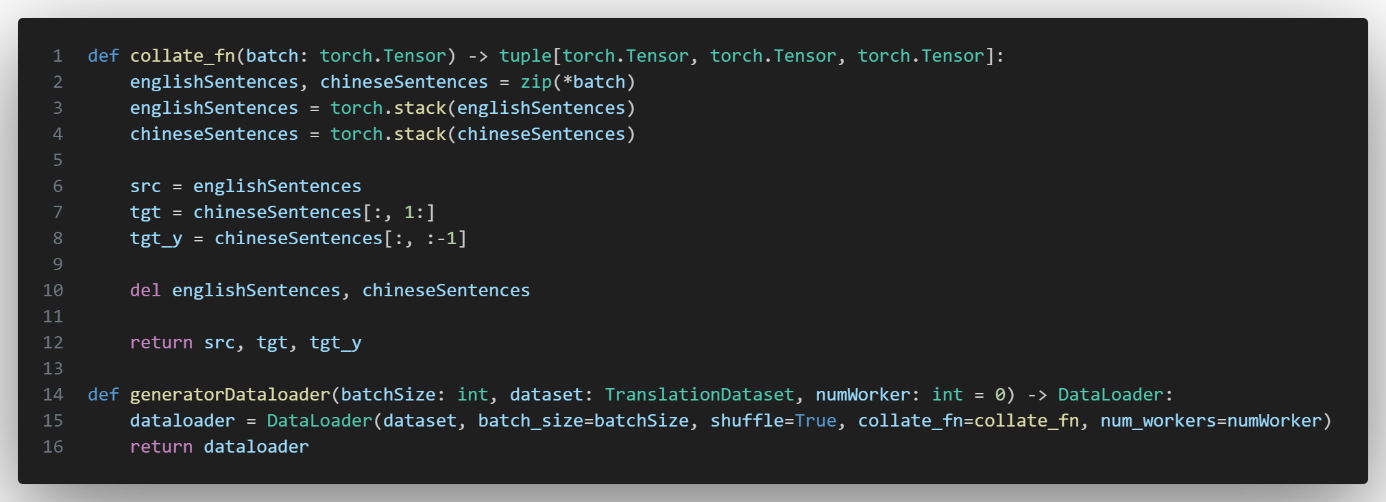 1 def collate_fn(batch: torch.Tensor) -> tuple[torch.Tensor, torch.Tensor, torch.Tensor]:
2     englishSentences, chineseSentences = zip(*batch)
3     englishSentences = torch.stack(englishSentences)
4     chineseSentences = torch.stack(chineseSentences)
5
6     src = englishSentences
7     tgt = chineseSentences[:, 1:]
8     tgt_y = chineseSentences[:, :-1]
9
10     del englishSentences, chineseSentences
11
12     return src, tgt, tgt_y
13
14 def generatorDataloader(batchSize: int, dataset: TranslationDataset, numWorker: int = 0) -> DataLoader:
15     dataloader = DataLoader(dataset, batch_size=batchSize, shuffle=True, collate_fn=collate_fn, num_workers=numWorker)
16     return dataloader